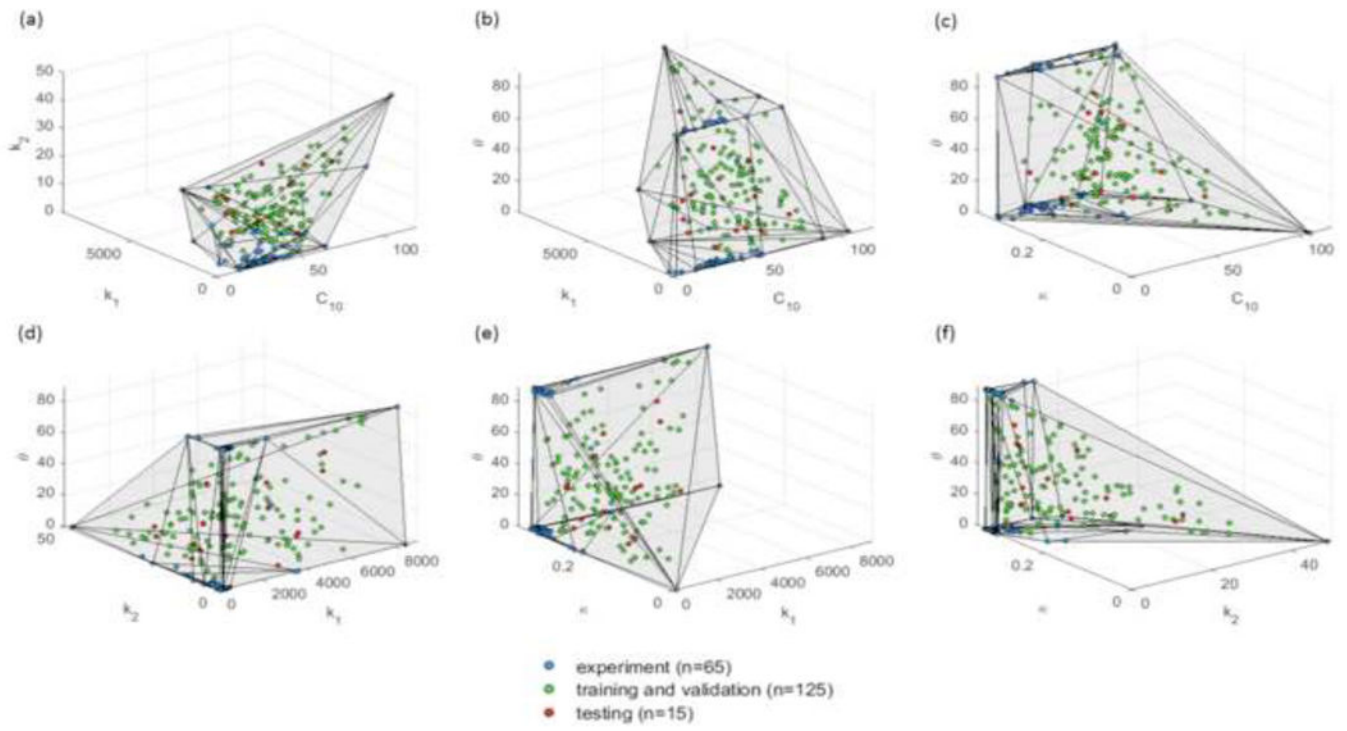 (a)
50
40
30
20
10
0
k2
5000
0
k1
0
50
100
C10
(b)
80
60
40
20
0
θ
5000
0
k1
0
50
100
C10
(c)
80
60
40
20
0
θ
0.2
0
κ
0
50
100
C10
(d)
80
60
40
20
0
θ
50
0
k2
0
2000
4000
6000
8000
k1
(e)
80
60
40
20
0
θ
0.2
0
κ
0
2000
4000
6000
8000
k1
(f)
80
60
40
20
0
θ
0.2
0
κ
0
20
40
k2
experiment (n=65)
training and validation (n=125)
testing (n=15)